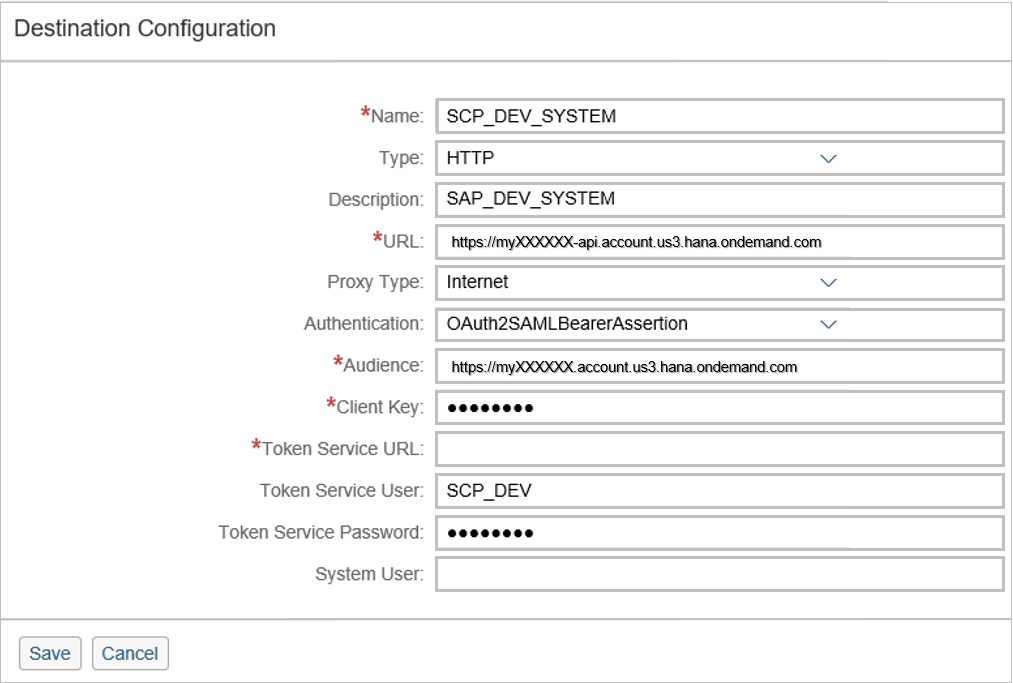 Destination Configuration
*Name: SCP_DEV_SYSTEM
Type: HTTP
Description: SAP_DEV_SYSTEM
*URL: https://myXXXXXX-api.account.us3.hana.ondemand.com
Proxy Type: Internet
Authentication: OAuth2SAMLBearerAssertion
*Audience: https://myXXXXXX.account.us3.hana.ondemand.com
*Client Key: ●●●●●●●●
*Token Service URL:
Token Service User: SCP_DEV
Token Service Password: ●●●●●●●●
System User:
Save Cancel